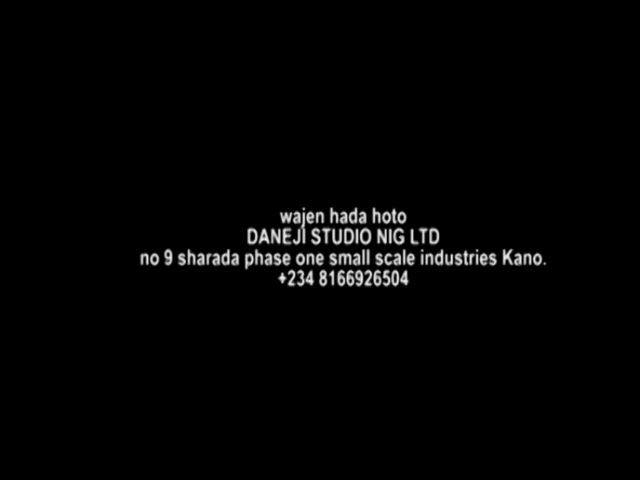 wajen hada hoto
DANEJI STUDIO NIG LTD
no 9 sharada phase one small scale industries Kano.
+234 8166926504